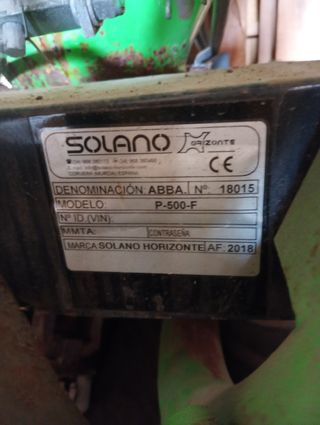 SOLANO HORIZONTE
CE
DENOMINACIÓN: ABBA. Nº: 18015
MODELO: P-500-F
Nº ID.(VIN):
MMTA: CONTRASEÑA
MARCA SOLANO HORIZONTE AF: 2018